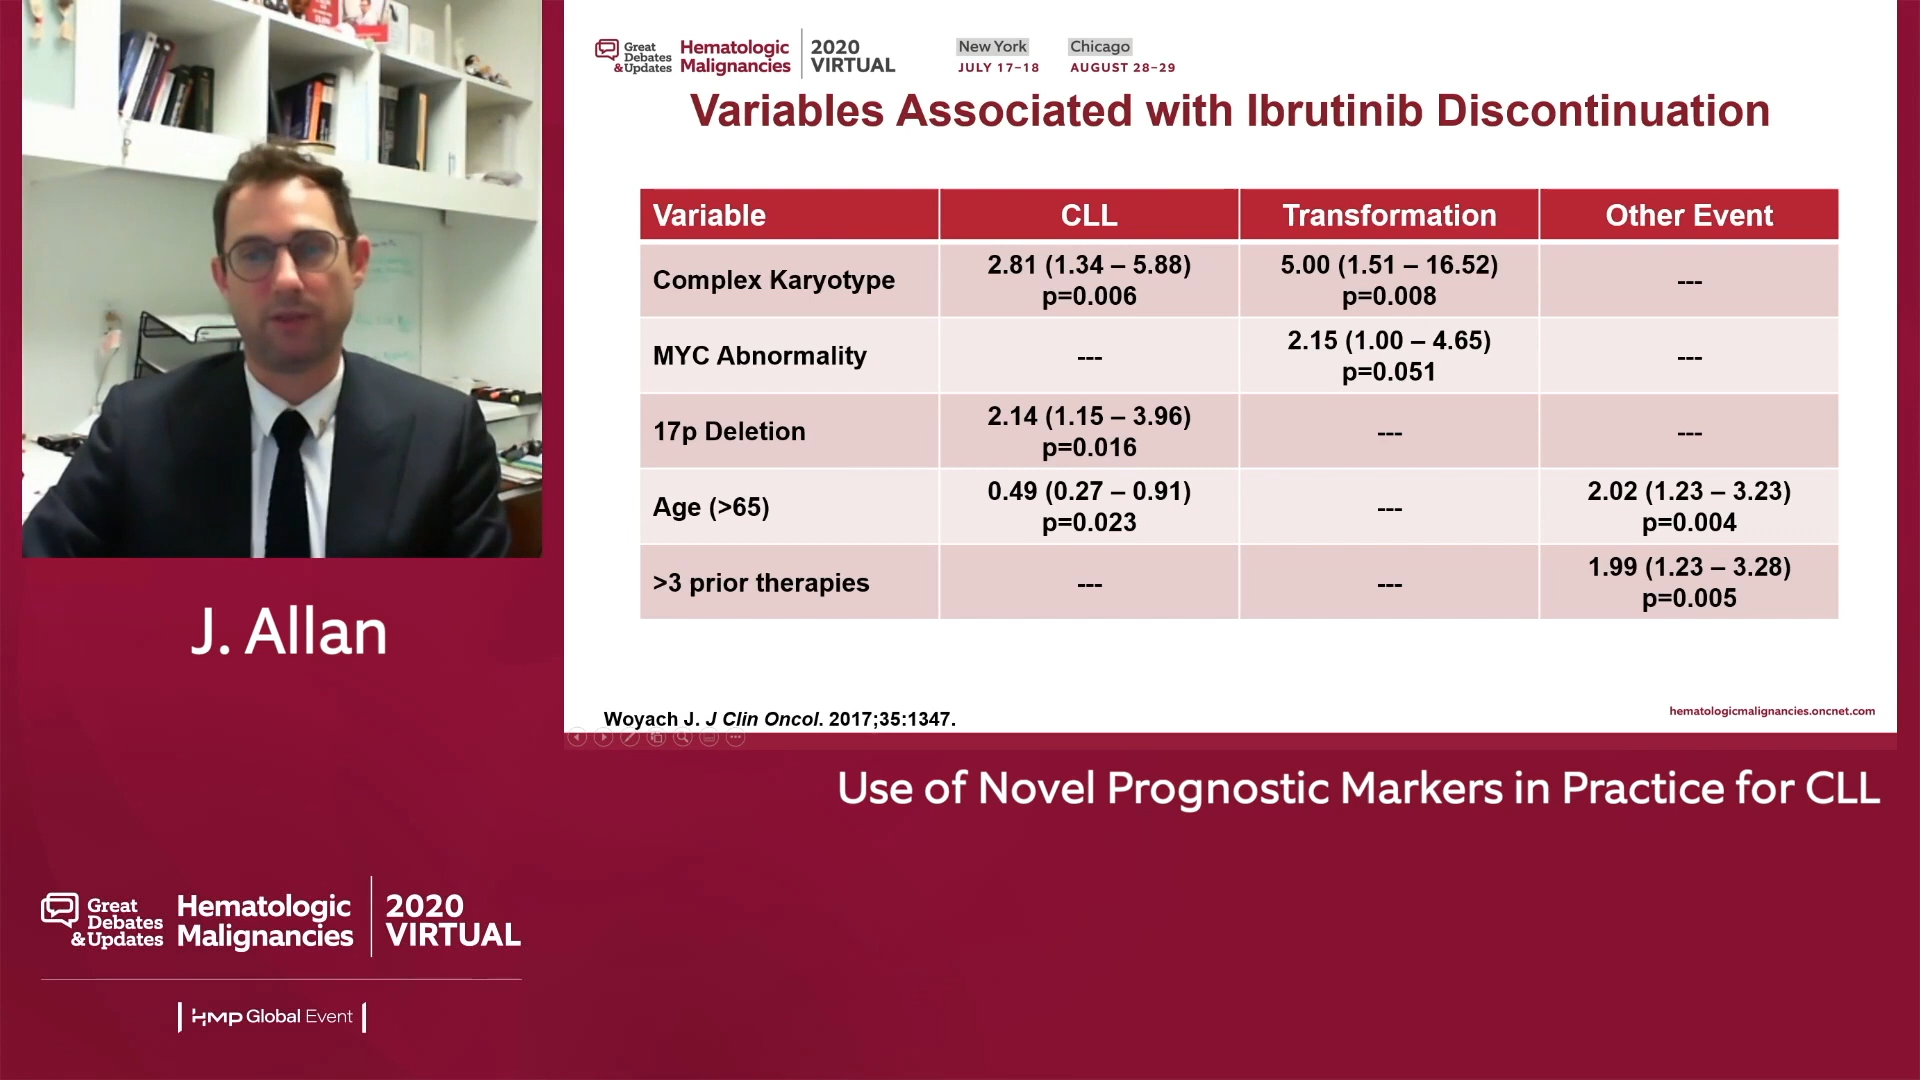 Great
Debates
&Updates
Hematologic
Malignancies
2020
VIRTUAL
New York
JULY 17–18
Chicago
AUGUST 28–29
Variables Associated with Ibrutinib Discontinuation
Variable CLL Transformation Other Event
Complex Karyotype
2.81 (1.34 – 5.88)
p=0.006
5.00 (1.51 – 16.52)
p=0.008
---
MYC Abnormality
---
2.15 (1.00 – 4.65)
p=0.051
---
17p Deletion
2.14 (1.15 – 3.96)
p=0.016
---
---
Age (>65)
0.49 (0.27 – 0.91)
p=0.023
---
2.02 (1.23 – 3.23)
p=0.004
>3 prior therapies
---
---
1.99 (1.23 – 3.28)
p=0.005
Woyach J. J Clin Oncol. 2017;35:1347.
hematologicmalignancies.oncnet.com
J. Allan
Use of Novel Prognostic Markers in Practice for CLL
Great
Debates
&Updates
Hematologic
Malignancies
2020
VIRTUAL
HMP Global Event